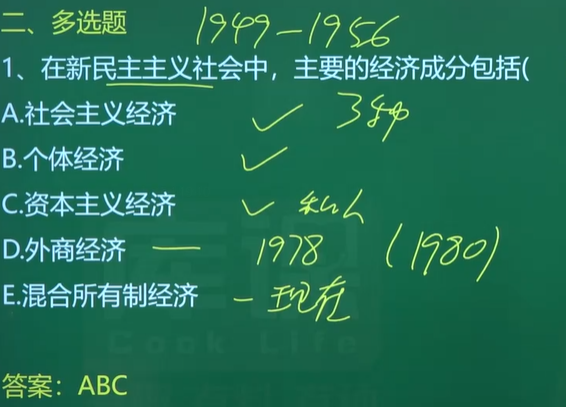 二、多选题 1949-1956
1、在新民主主义社会中，主要的经济成分包括(
A.社会主义经济 ✓ 3种
B.个体经济 ✓
C.资本主义经济 ✓ 私人
D.外商经济 — 1978 (1980)
E.混合所有制经济 - 现在
Cook Life
答案：ABC